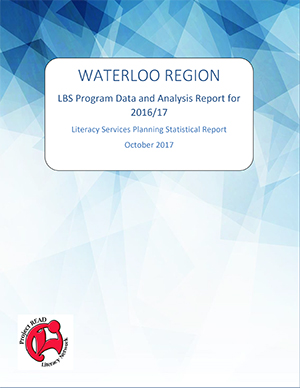 WATERLOO REGION
LBS Program Data and Analysis Report for
2016/17
Literacy Services Planning Statistical Report
October 2017
Project READ
Literacy Network